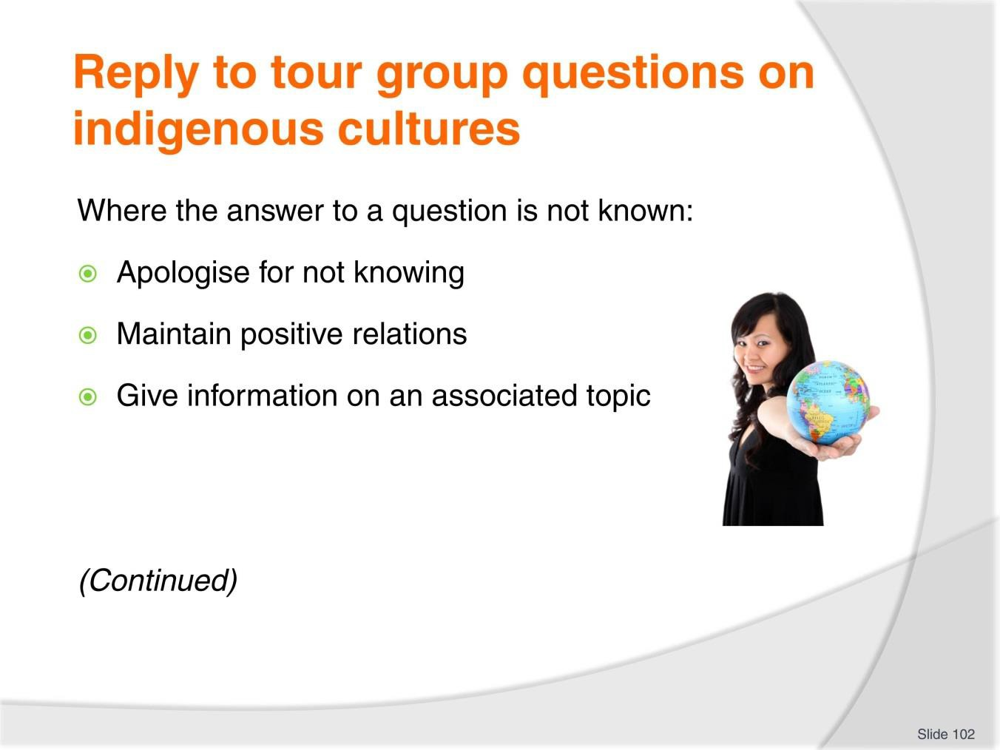 Reply to tour group questions on
indigenous cultures
Where the answer to a question is not known:
Apologise for not knowing
Maintain positive relations
Give information on an associated topic
(Continued)
Slide 102